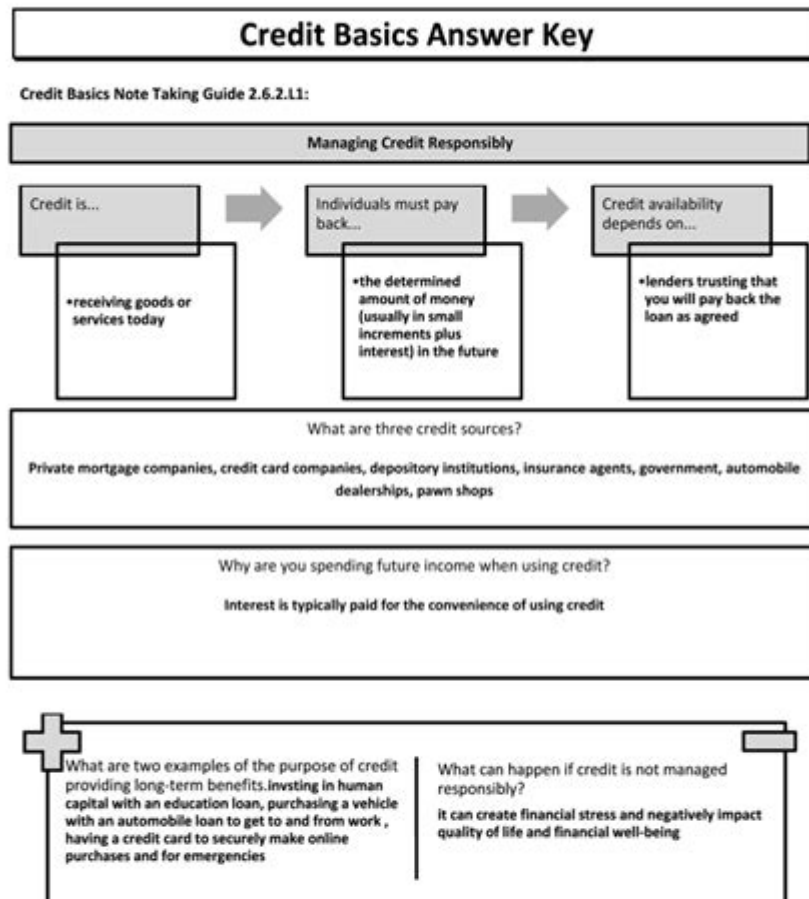 Credit Basics Answer Key
Credit Basics Note Taking Guide 2.6.2.L1:
Managing Credit Responsibly
Credit is...
•receiving goods or
services today
Individuals must pay
back...
•the determined
amount of money
(usually in small
increments plus
interest) in the future
Credit availability
depends on...
•lenders trusting that
you will pay back the
loan as agreed
What are three credit sources?
Private mortgage companies, credit card companies, depository institutions, insurance agents, government, automobile
dealerships, pawn shops
Why are you spending future income when using credit?
Interest is typically paid for the convenience of using credit
What are two examples of the purpose of credit
providing long-term benefits.invsting in human
capital with an education loan, purchasing a vehicle
with an automobile loan to get to and from work ,
having a credit card to securely make online
purchases and for emergencies
What can happen if credit is not managed
responsibly?
it can create financial stress and negatively impact
quality of life and financial well-being